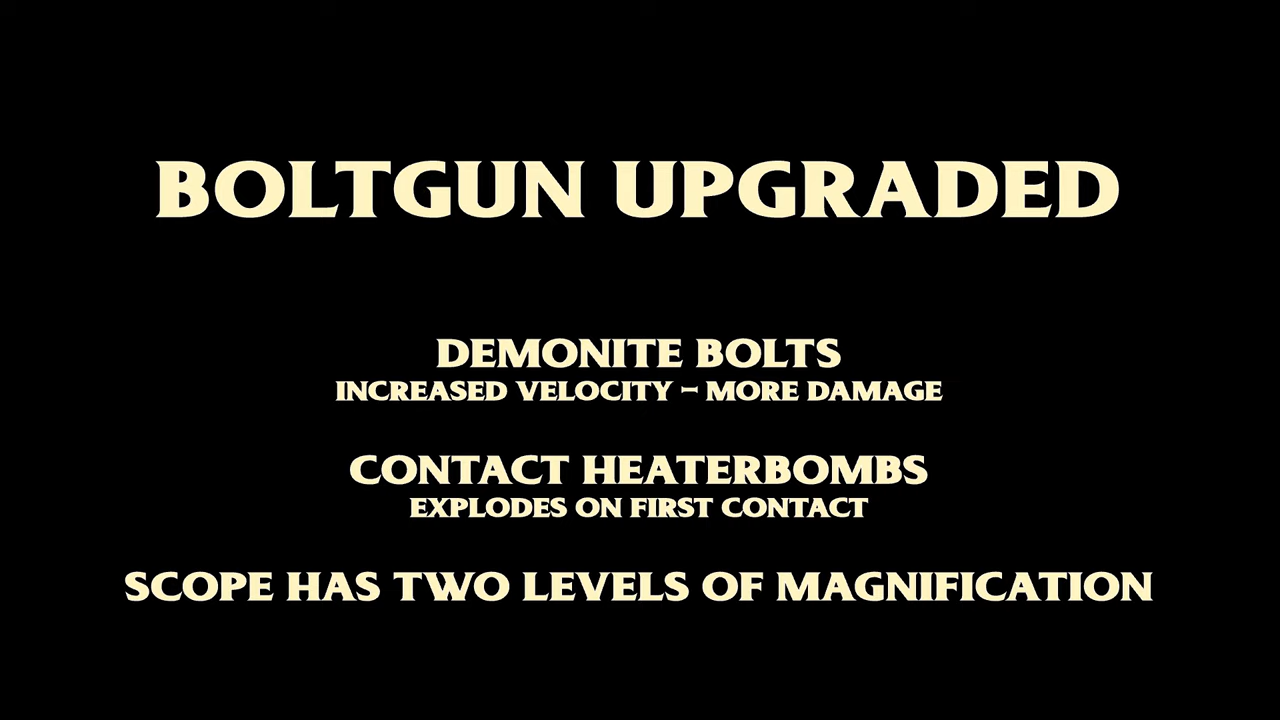 BOLTGUN UPGRADED
DEMONITE BOLTS
INCREASED VELOCITY – MORE DAMAGE
CONTACT HEATERBOMBS
EXPLODES ON FIRST CONTACT
SCOPE HAS TWO LEVELS OF MAGNIFICATION